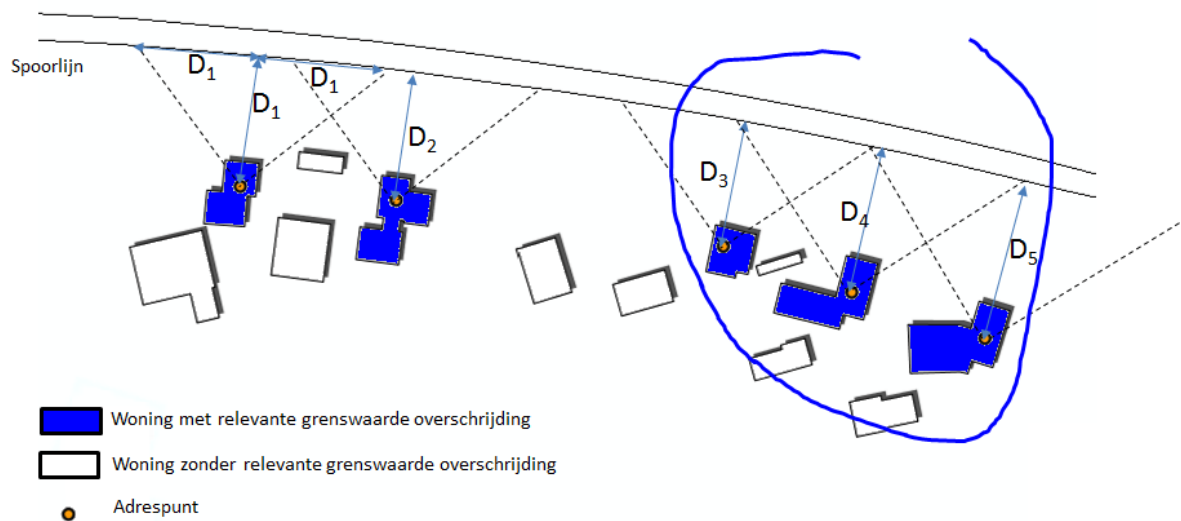 Spoorlijn
D1
D1
D1
D2
D3
D4
D5
Woning met relevante grenswaarde overschrijding
Woning zonder relevante grenswaarde overschrijding
Adrespunt